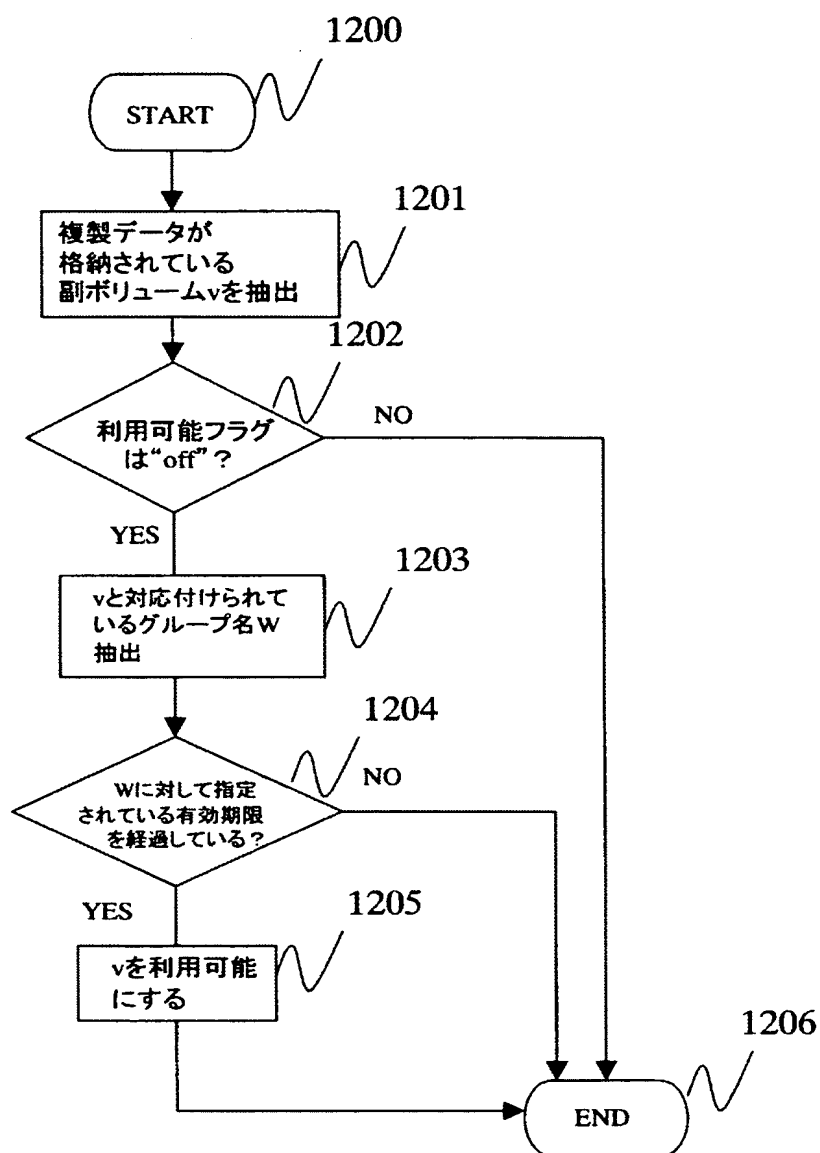 1200
START
1201
複製データが
格納されている
副ボリュームvを抽出
1202
利用可能フラグ
は“off”？
NO
YES
1203
vと対応付けられて
いるグループ名W
抽出
1204
Wに対して指定
されている有効期限
を経過している？
NO
YES
1205
vを利用可能
にする
1206
END